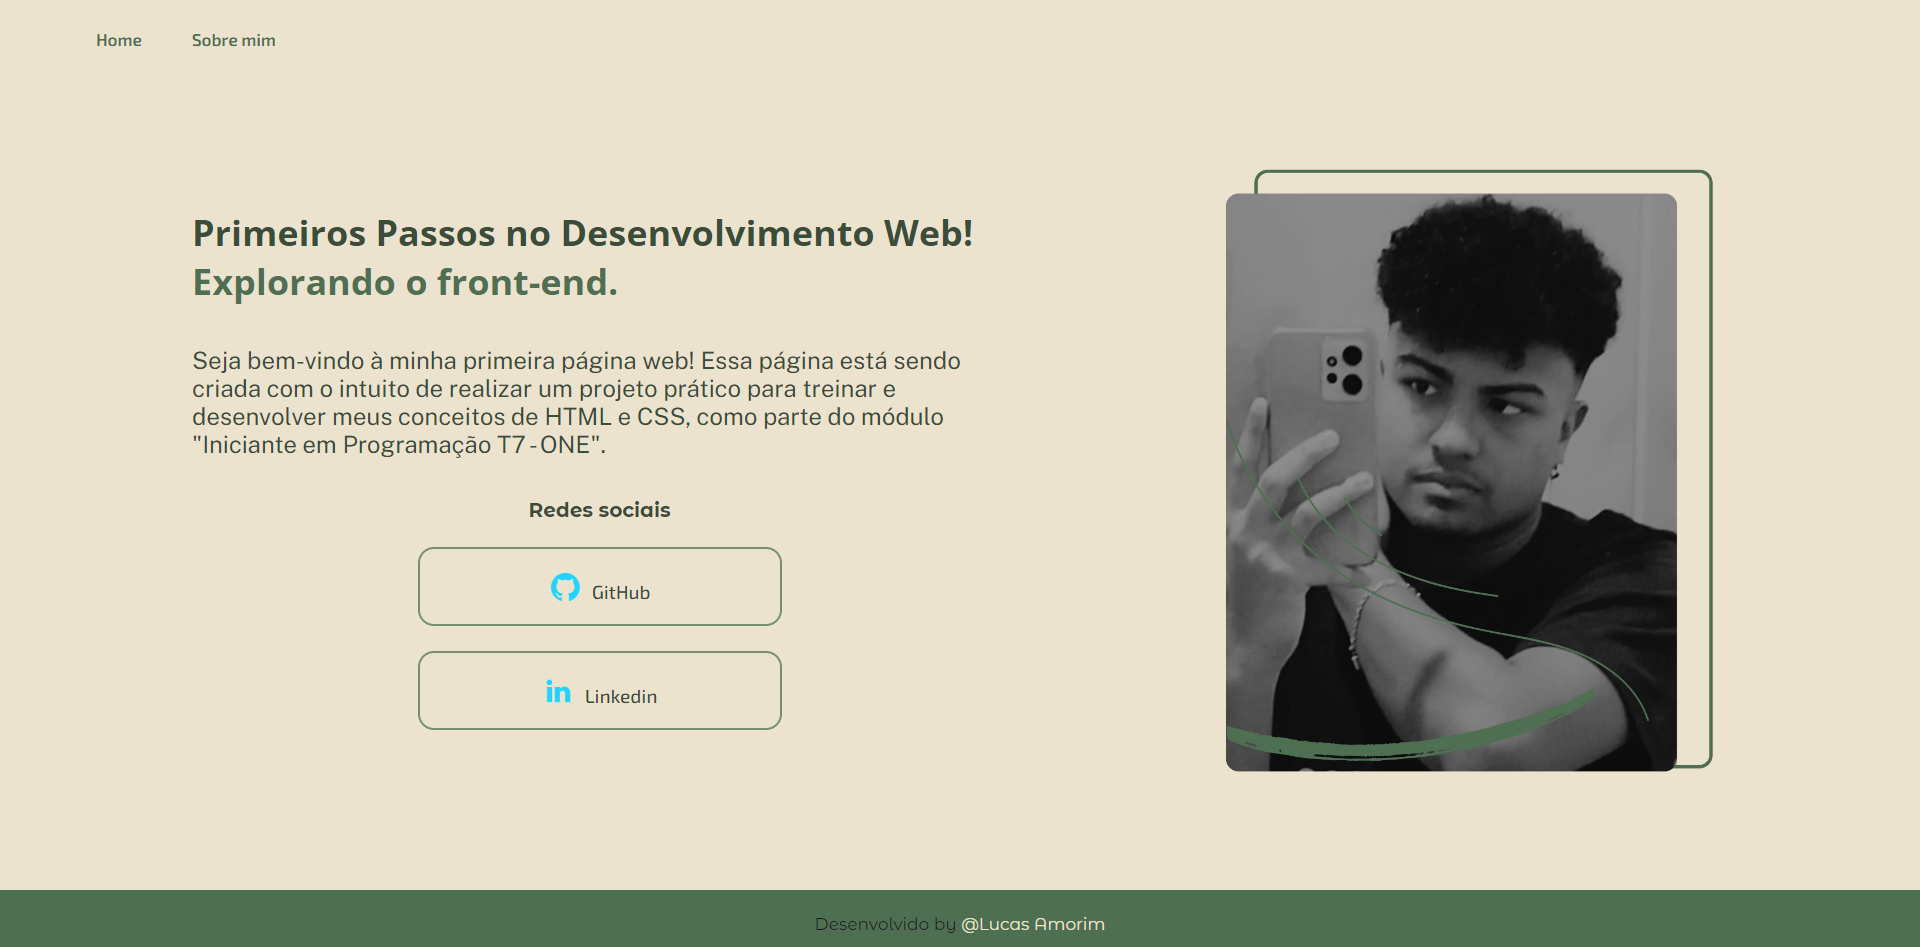 Home
Sobre mim
Primeiros Passos no Desenvolvimento Web!
Explorando o front-end.
Seja bem-vindo à minha primeira página web! Essa página está sendo
criada com o intuito de realizar um projeto prático para treinar e
desenvolver meus conceitos de HTML e CSS, como parte do módulo
"Iniciante em Programação T7 - ONE".
Redes sociais
GitHub
in Linkedin
Desenvolvido by @Lucas Amorim